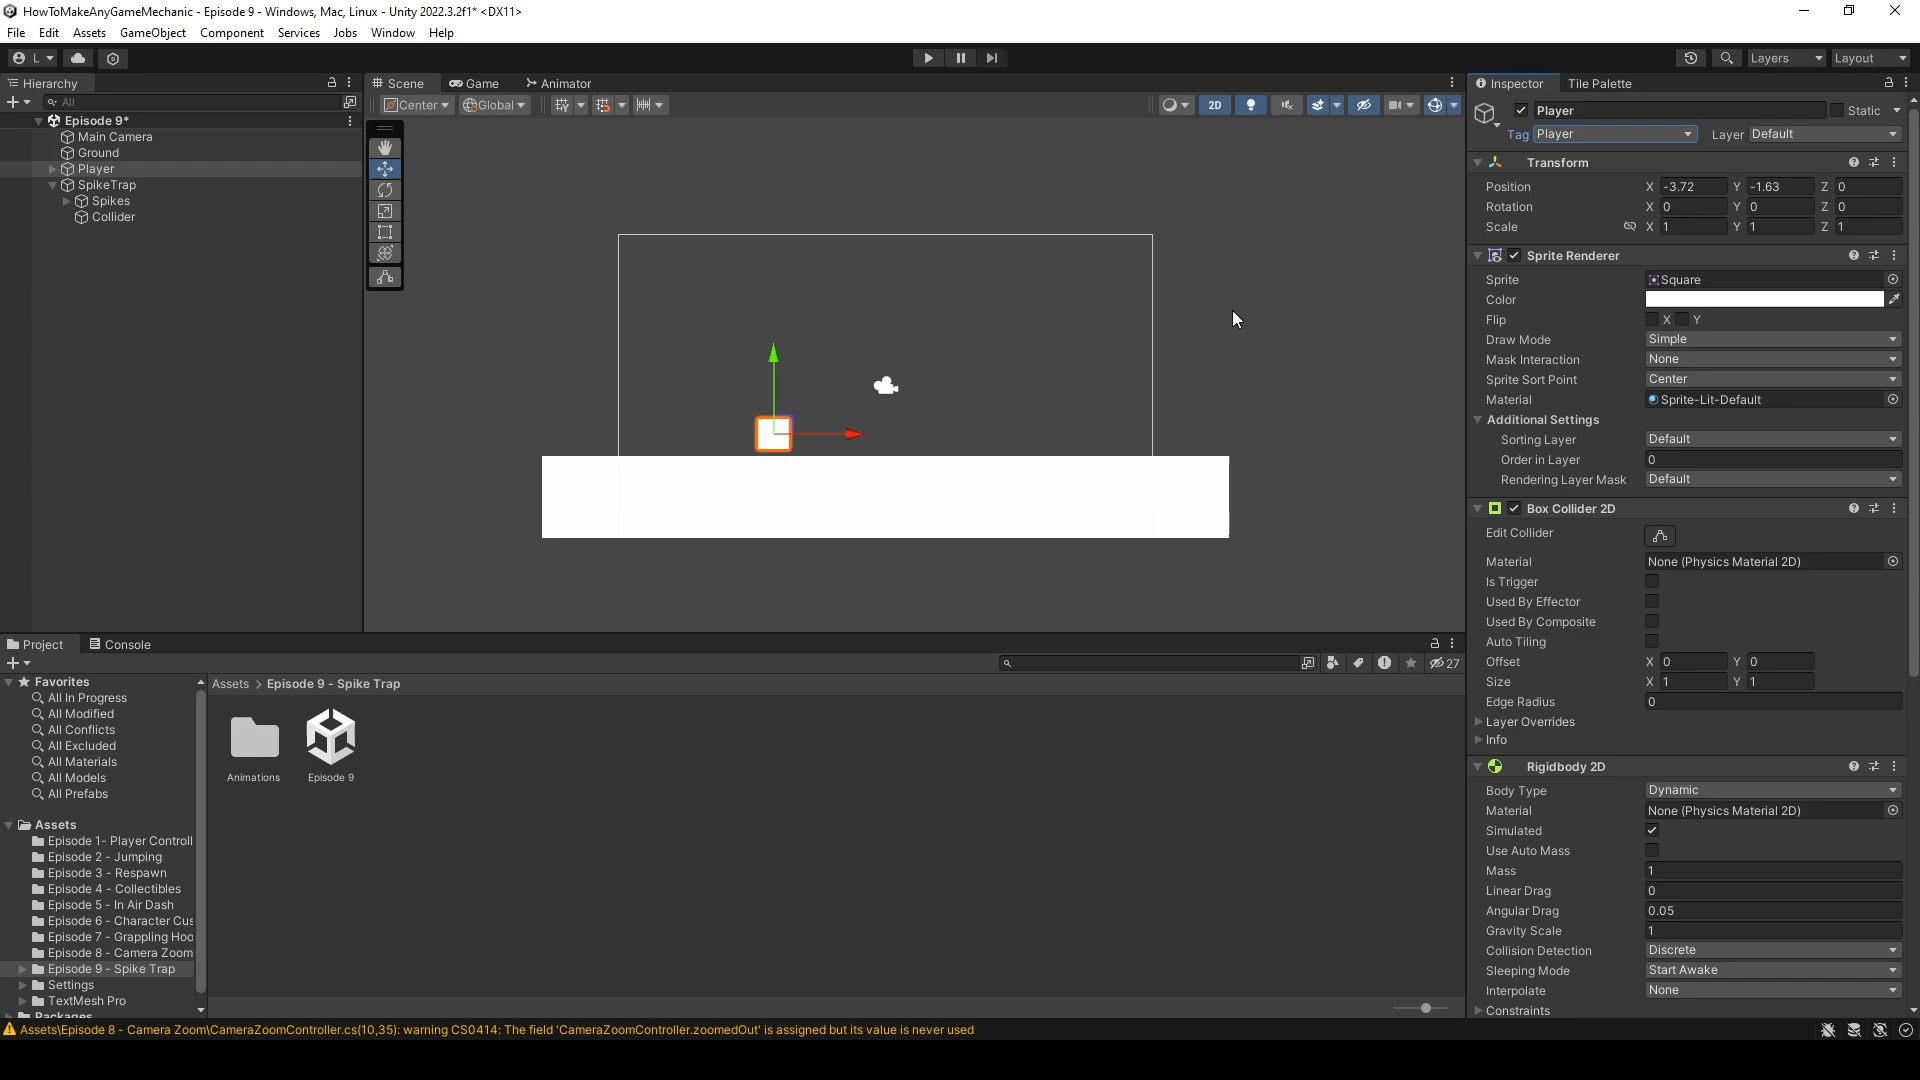 HowToMakeAnyGameMechanic - Episode 9 - Windows, Mac, Linux - Unity 2022.3.2f1* <DX11>
File Edit Assets GameObject Component Services Jobs Window Help
L
Layers
Layout
Hierarchy
Scene
Game
Animator
Inspector
Tile Palette
All
Center
Global
2D
Player
Static
Episode 9*
Tag Player
Layer Default
Main Camera
Ground
Player
SpikeTrap
Spikes
Collider
Transform
Position X -3.72 Y -1.63 Z 0
Rotation X 0 Y 0 Z 0
Scale X 1 Y 1 Z 1
Sprite Renderer
Sprite Square
Color
Flip X Y
Draw Mode Simple
Mask Interaction None
Sprite Sort Point Center
Material Sprite-Lit-Default
Additional Settings
Sorting Layer Default
Order in Layer 0
Rendering Layer Mask Default
Box Collider 2D
Edit Collider
Material None (Physics Material 2D)
Is Trigger
Used By Effector
Used By Composite
Auto Tiling
Offset X 0 Y 0
Size X 1 Y 1
Edge Radius 0
Layer Overrides
Info
Rigidbody 2D
Body Type Dynamic
Material None (Physics Material 2D)
Simulated
Use Auto Mass
Mass 1
Linear Drag 0
Angular Drag 0.05
Gravity Scale 1
Collision Detection Discrete
Sleeping Mode Start Awake
Interpolate None
Constraints
Project
Console
27
Favorites
All In Progress
All Modified
All Conflicts
All Excluded
All Materials
All Models
All Prefabs
Assets
Episode 1- Player Controll
Episode 2 - Jumping
Episode 3 - Respawn
Episode 4 - Collectibles
Episode 5 - In Air Dash
Episode 6 - Character Cus
Episode 7 - Grappling Hoo
Episode 8 - Camera Zoom
Episode 9 - Spike Trap
Settings
TextMesh Pro
Packages
Assets > Episode 9 - Spike Trap
Animations
Episode 9
Assets\Episode 8 - Camera Zoom\CameraZoomController.cs(10,35): warning CS0414: The field 'CameraZoomController.zoomedOut' is assigned but its value is never used